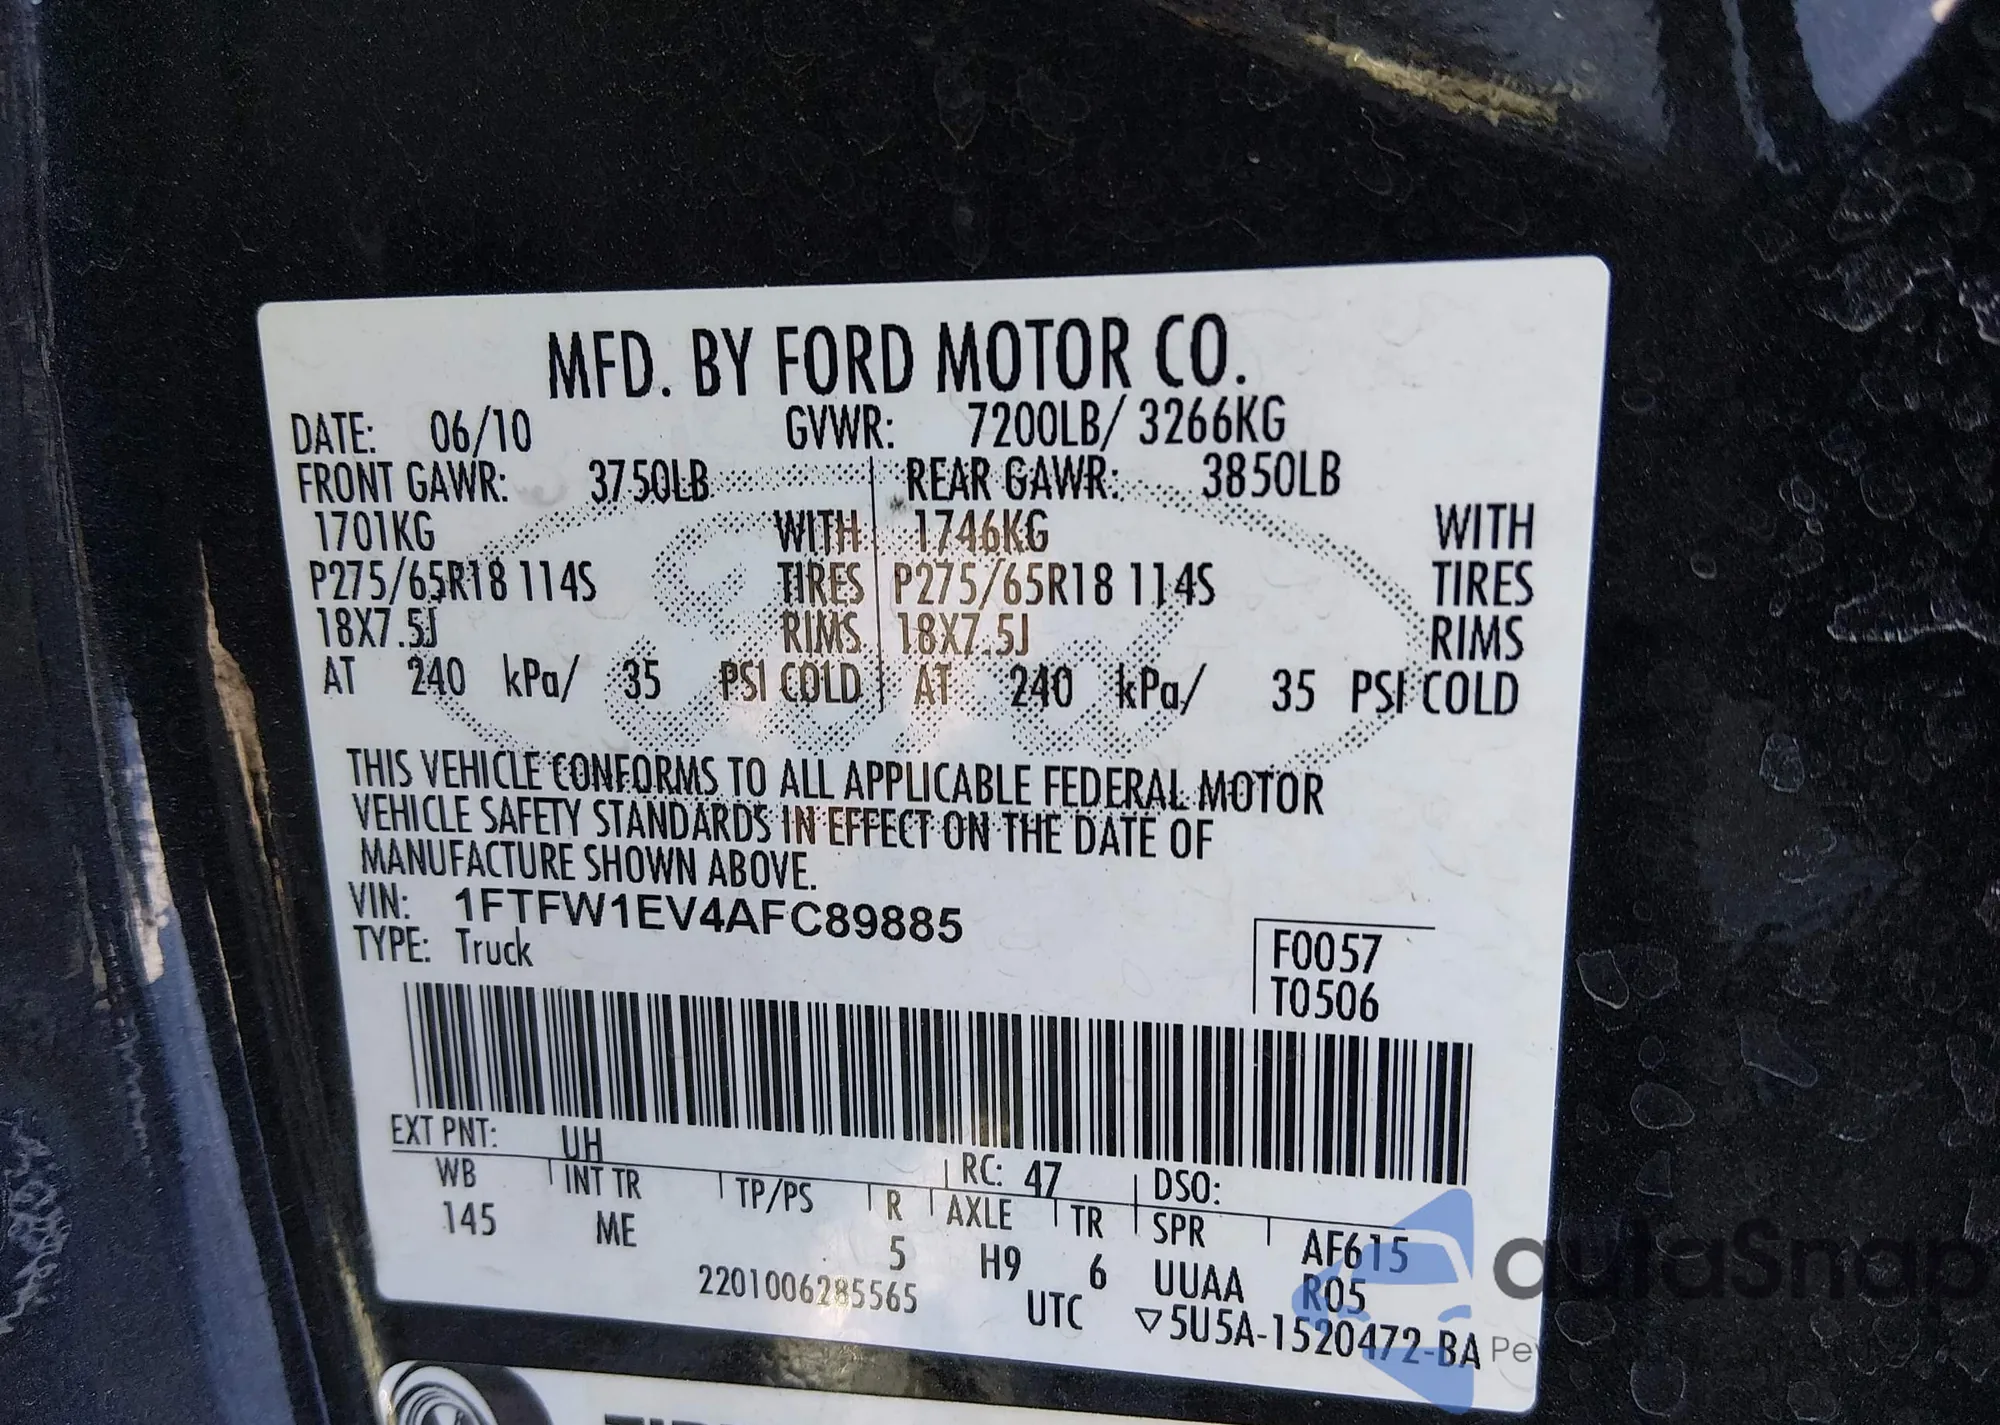 MFD. BY FORD MOTOR CO.
DATE: 06/10 GVWR: 7200LB/ 3266KG
FRONT GAWR: 3750LB REAR GAWR: 3850LB
1701KG WITH 1746KG WITH
P275/65R18 114S TIRES P275/65R18 114S TIRES
18X7.5J RIMS 18X7.5J RIMS
AT 240 kPa/ 35 PSI COLD AT 240 kPa/ 35 PSI COLD
THIS VEHICLE CONFORMS TO ALL APPLICABLE FEDERAL MOTOR
VEHICLE SAFETY STANDARDS IN EFFECT ON THE DATE OF
MANUFACTURE SHOWN ABOVE.
VIN: 1FTFW1EV4AFC89885
TYPE: Truck
F0057
T0506
EXT PNT: UH RC: 47 DSO:
WB INT TR TP/PS R AXLE TR SPR AF615
145 ME 5 H9 6 UUAA R05
2201006285565 UTC ▽5U5A-1520472-BA